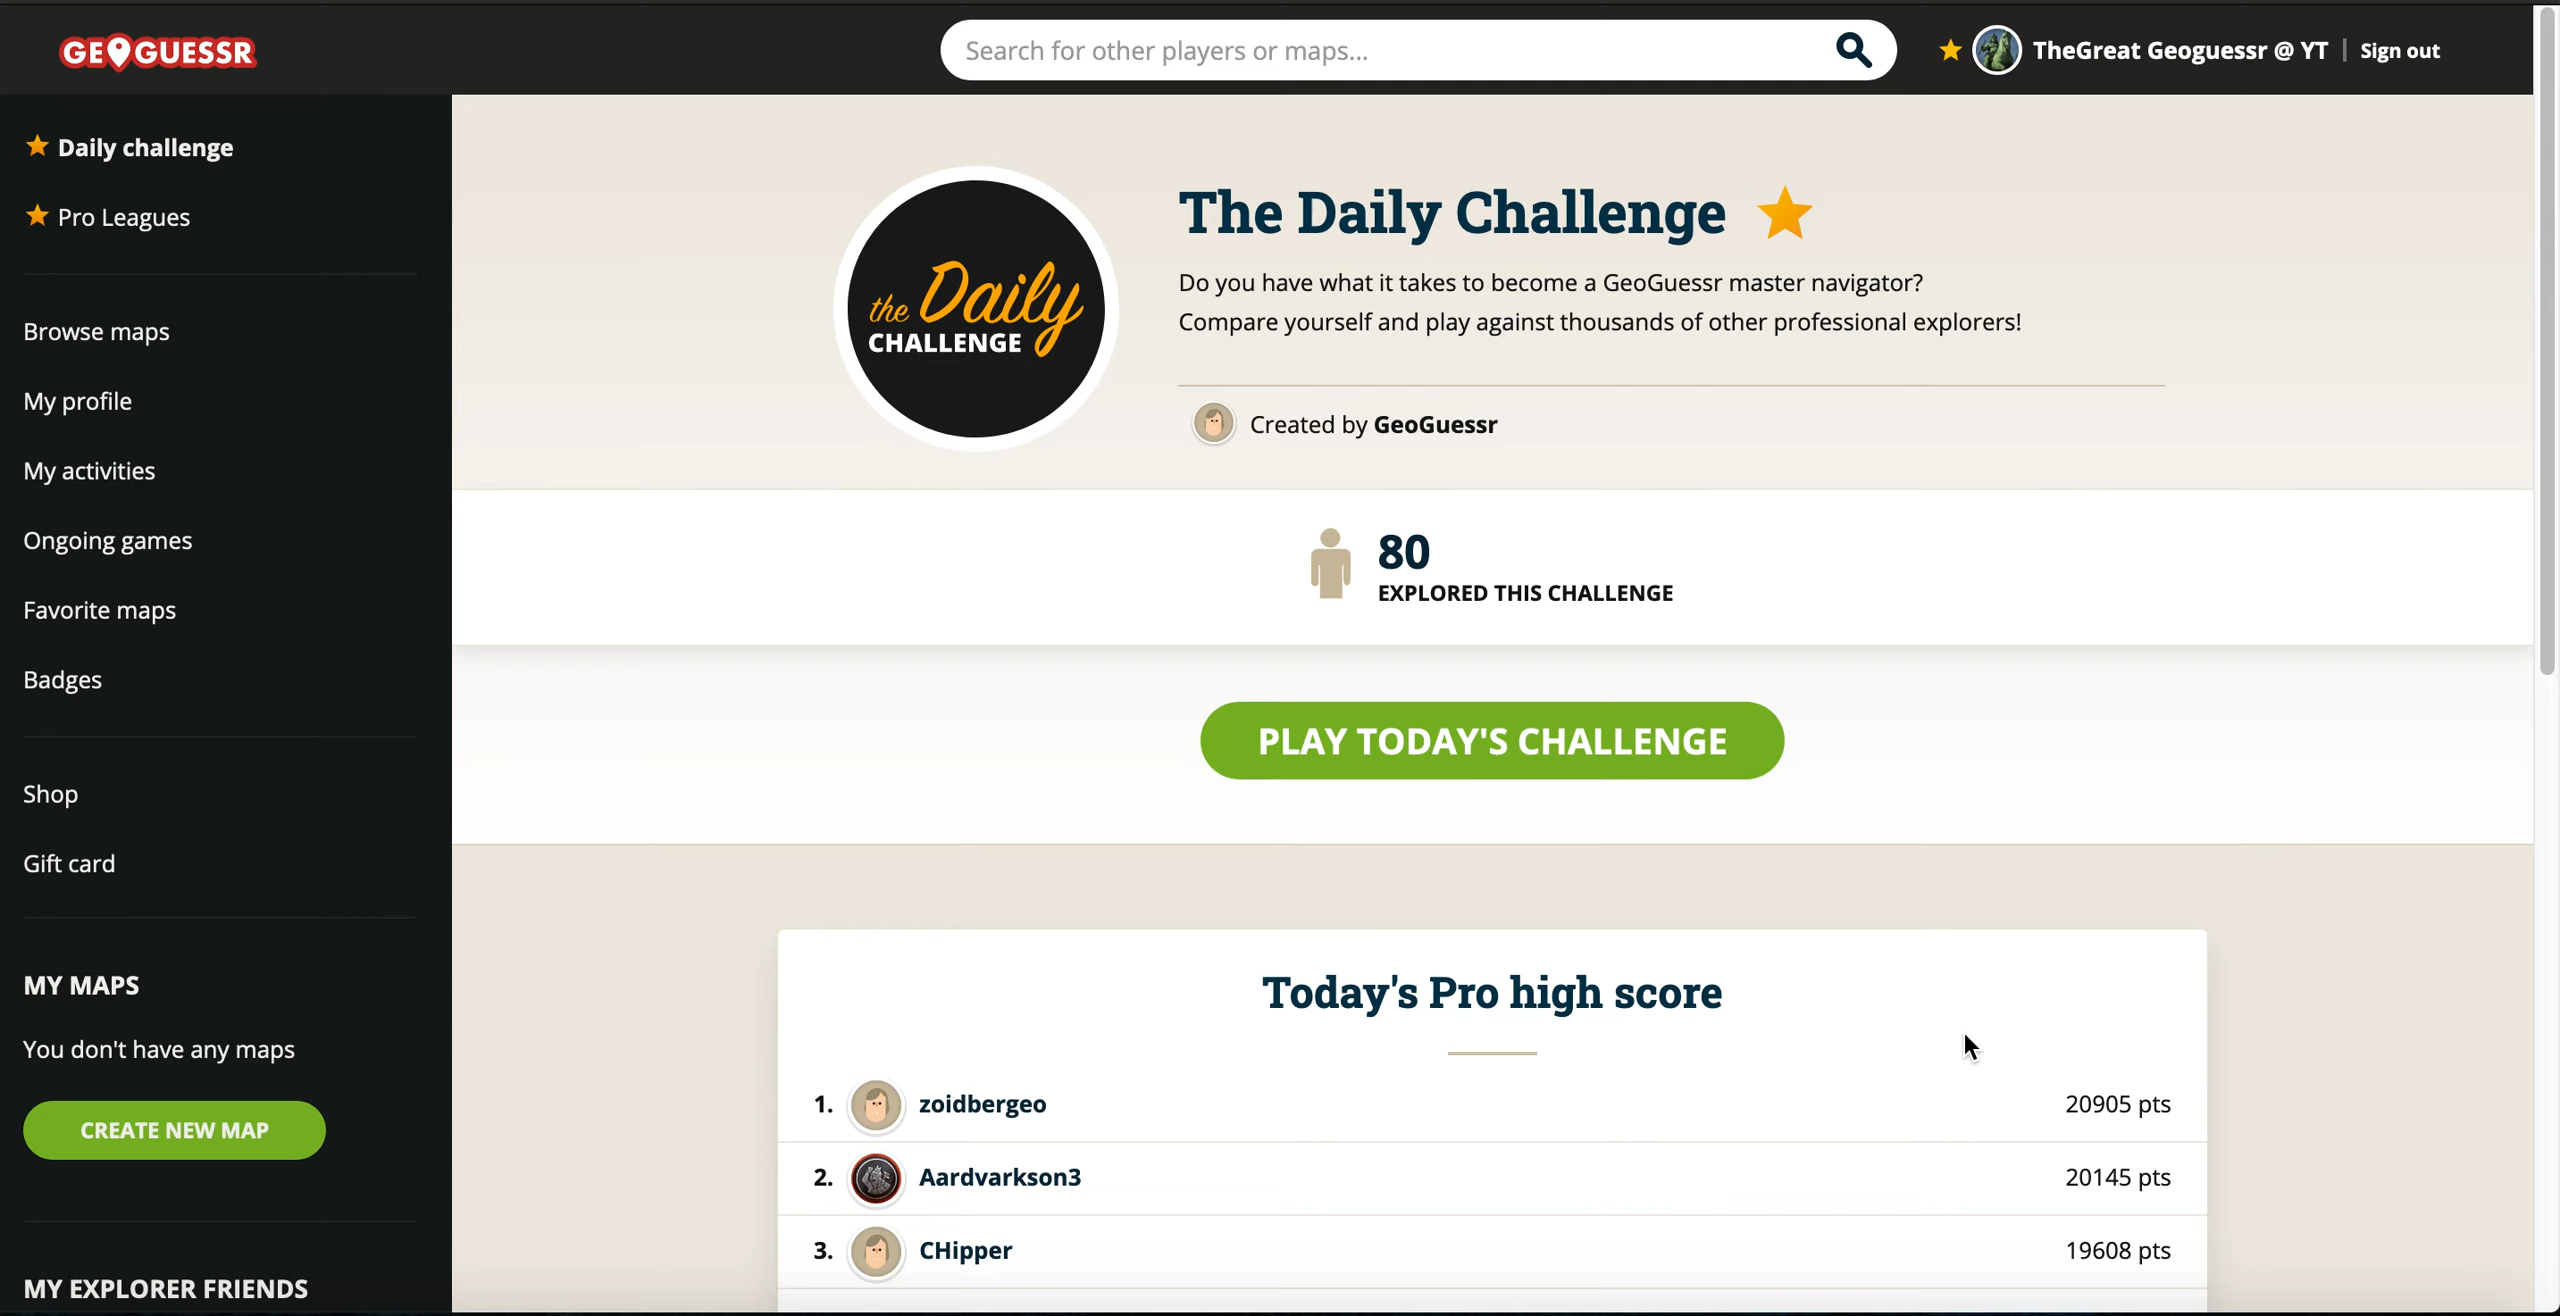 GEOGUESSR
Search for other players or maps...
TheGreat Geoguessr @ YT | Sign out
Daily challenge
Pro Leagues
Browse maps
My profile
My activities
Ongoing games
Favorite maps
Badges
Shop
Gift card
MY MAPS
You don't have any maps
CREATE NEW MAP
MY EXPLORER FRIENDS
the Daily
CHALLENGE
The Daily Challenge
Do you have what it takes to become a GeoGuessr master navigator?
Compare yourself and play against thousands of other professional explorers!
Created by GeoGuessr
80
EXPLORED THIS CHALLENGE
PLAY TODAY'S CHALLENGE
Today's Pro high score
1. zoidbergeo 20905 pts
2. Aardvarkson3 20145 pts
3. CHipper 19608 pts